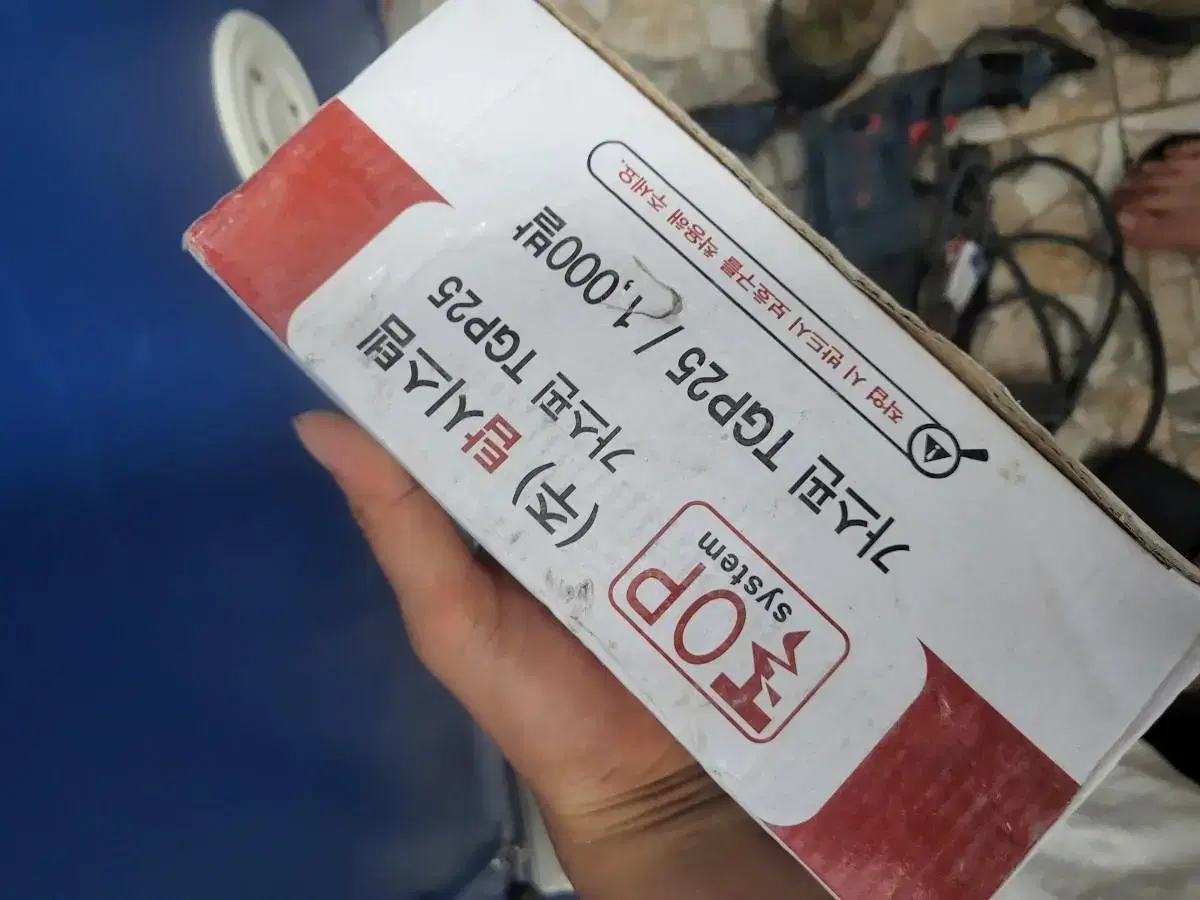 (주) 탑시스템
가스핀 TGP25
TOP
system
가스핀 TGP25 / 1,000발
작업 시 반드시 보호구를 착용해 주세요.